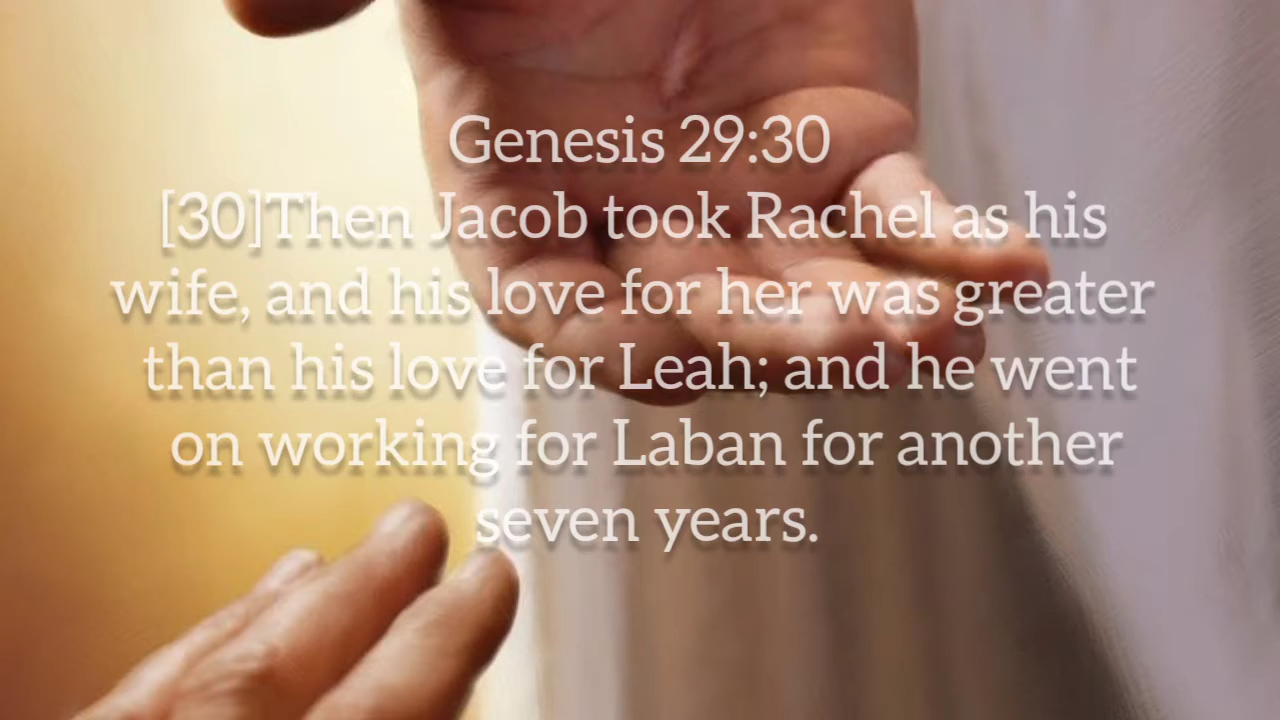 Genesis 29:30
[30]Then Jacob took Rachel as his
wife, and his love for her was greater
than his love for Leah; and he went
on working for Laban for another
seven years.